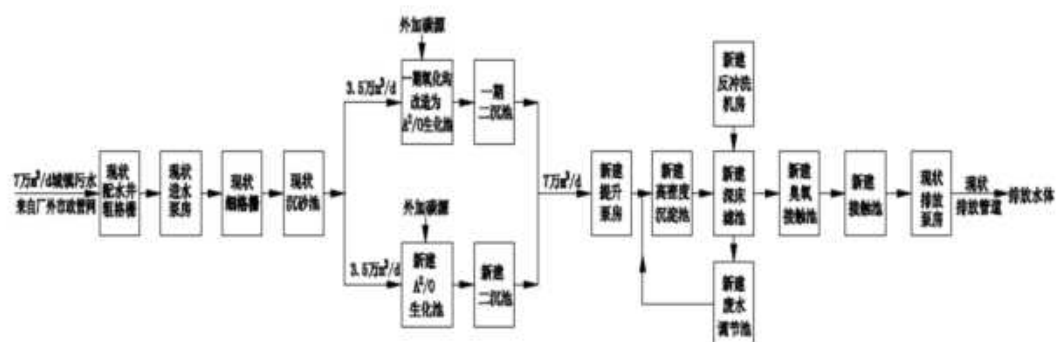 7万m³/d城镇污水
来自厂外市政管网
现状
配水井
粗格栅
现状
进水
泵房
现状
细格栅
现状
沉砂池
3.5万m³/d
外加碳源
一期氧化沟
改造为
A²/O生化池
一期
二沉池
3.5万m³/d
外加碳源
新建
A²/O
生化池
新建
二沉池
7万m³/d
新建
提升
泵房
新建
高密度
沉淀池
新建
反冲洗
机房
新建
深床
滤池
新建
废水
调节池
新建
臭氧
接触池
新建
接触池
现状
排放
泵房
现状
排放管道
排放水体